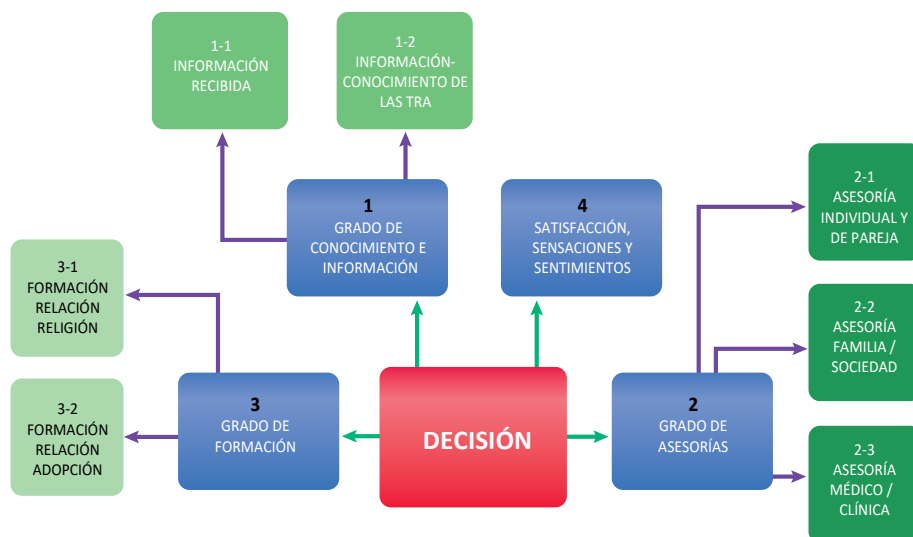 1-1
INFORMACIÓN
RECIBIDA
1-2
INFORMACIÓN-
CONOCIMIENTO DE
LAS TRA
1
GRADO DE
CONOCIMIENTO E
INFORMACIÓN
4
SATISFACCIÓN,
SENSACIONES Y
SENTIMIENTOS
2-1
ASESORÍA
INDIVIDUAL Y
DE PAREJA
3-1
FORMACIÓN
RELACIÓN
RELIGIÓN
2-2
ASESORÍA
FAMILIA /
SOCIEDAD
3-2
FORMACIÓN
RELACIÓN
ADOPCIÓN
3
GRADO DE
FORMACIÓN
DECISIÓN
2
GRADO DE
ASESORÍAS
2-3
ASESORÍA
MÉDICO /
CLÍNICA